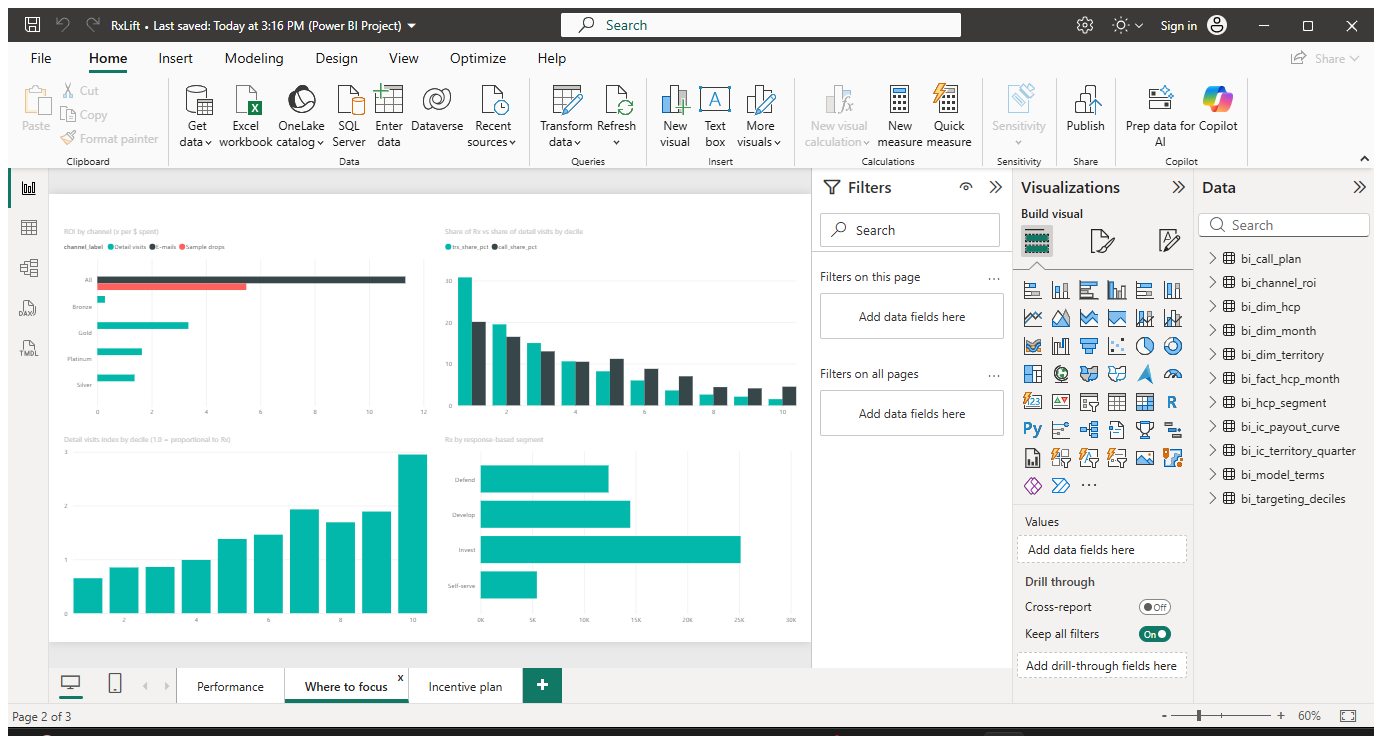 RxLift • Last saved: Today at 3:16 PM (Power BI Project)
Search
Sign in
File Home Insert Modeling Design View Optimize Help
Share
Paste
Cut
Copy
Format painter
Clipboard
Get data
Excel workbook
OneLake catalog
SQL Server
Enter data
Dataverse
Recent sources
Data
Transform data
Refresh
Queries
New visual
Text box
More visuals
Insert
New visual calculation
New measure
Quick measure
Calculations
Sensitivity
Sensitivity
Publish
Share
Prep data for AI
Copilot
Copilot
DAX
TMDL
ROI by channel (x per $ spent)
channel_label Detail visits E-mails Sample drops
All
Bronze
Gold
Platinum
Silver
0 2 4 6 8 10 12
Share of Rx vs share of detail visits by decile
trx_share_pct call_share_pct
30
20
10
0
2 4 6 8 10
Detail visits index by decile (1.0 = proportional to Rx)
3
2
1
0
2 4 6 8 10
Rx by response-based segment
Defend
Develop
Invest
Self-serve
0K 5K 10K 15K 20K 25K 30K
Filters
Search
Filters on this page
Add data fields here
Filters on all pages
Add data fields here
Visualizations
Build visual
123
R
Py
Values
Add data fields here
Drill through
Cross-report
Off
Keep all filters
On
Add drill-through fields here
Data
Search
bi_call_plan
bi_channel_roi
bi_dim_hcp
bi_dim_month
bi_dim_territory
bi_fact_hcp_month
bi_hcp_segment
bi_ic_payout_curve
bi_ic_territory_quarter
bi_model_terms
bi_targeting_deciles
Performance
Where to focus x
Incentive plan
+
Page 2 of 3
- + 60%